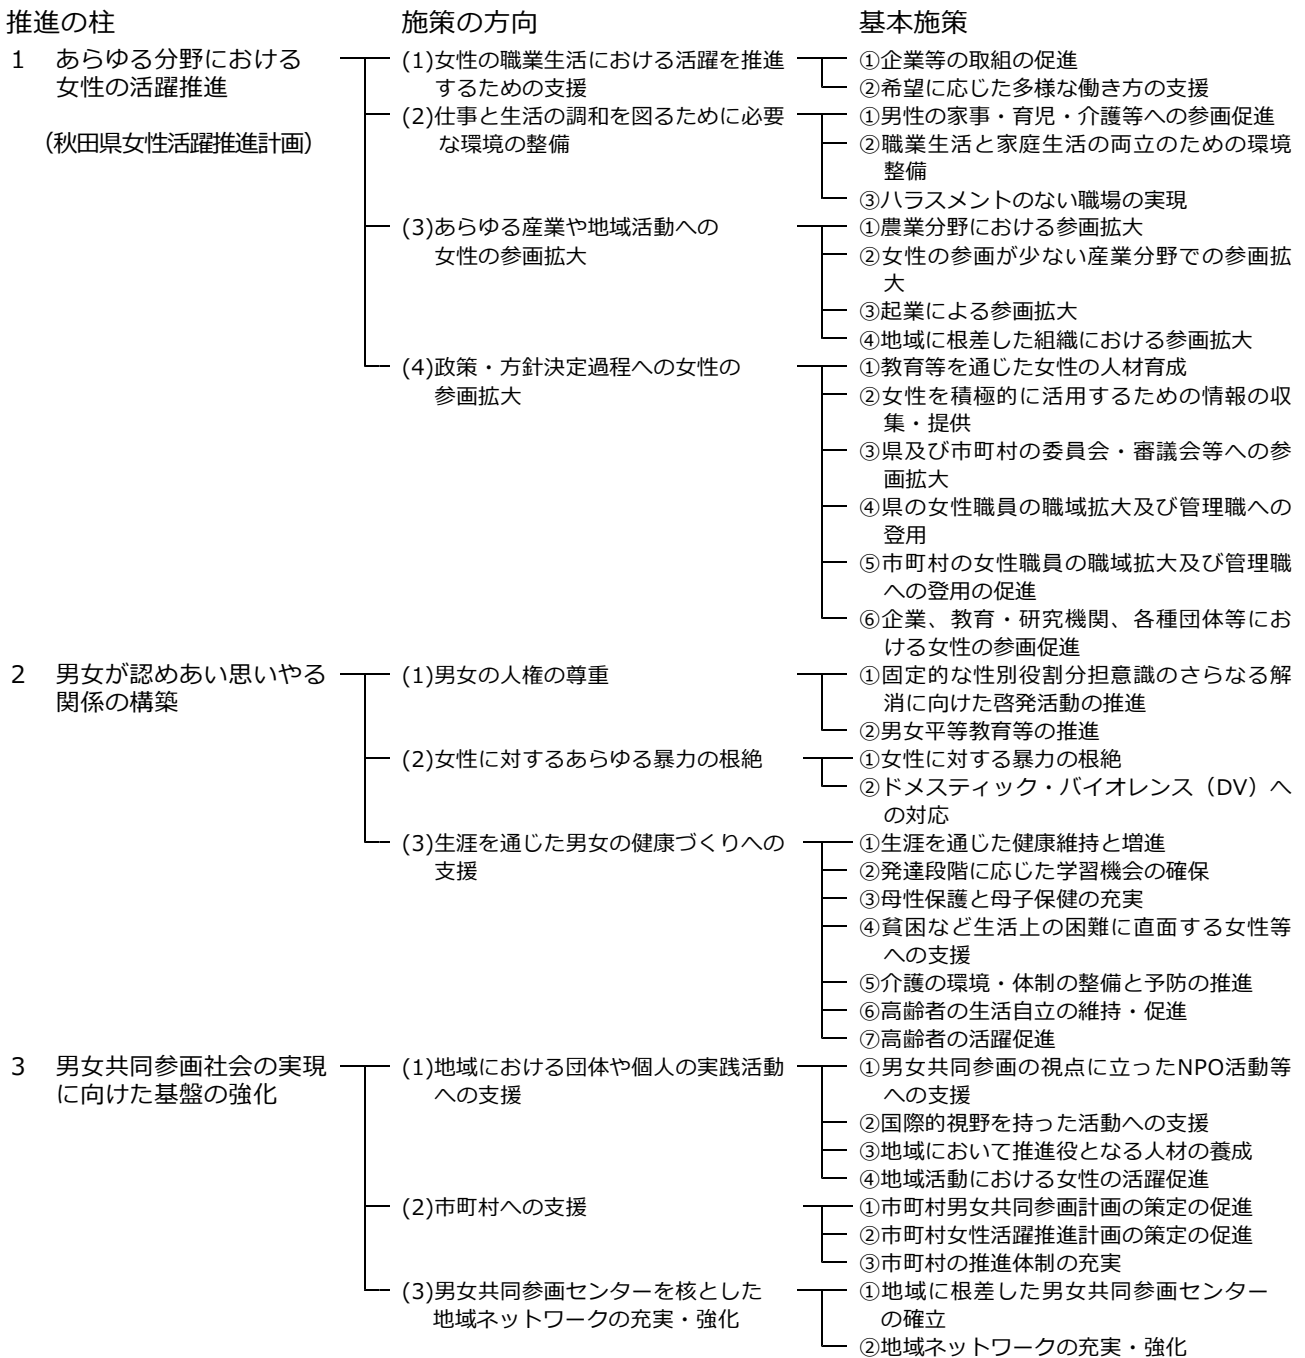 推進の柱
施策の方向
基本施策
1 あらゆる分野における
女性の活躍推進
(秋田県女性活躍推進計画)
(1)女性の職業生活における活躍を推進
するための支援
①企業等の取組の促進
②希望に応じた多様な働き方の支援
(2)仕事と生活の調和を図るために必要
な環境の整備
①男性の家事・育児・介護等への参画促進
②職業生活と家庭生活の両立のための環境
整備
③ハラスメントのない職場の実現
(3)あらゆる産業や地域活動への
女性の参画拡大
①農業分野における参画拡大
②女性の参画が少ない産業分野での参画拡
大
③起業による参画拡大
④地域に根差した組織における参画拡大
(4)政策・方針決定過程への女性の
参画拡大
①教育等を通じた女性の人材育成
②女性を積極的に活用するための情報の収
集・提供
③県及び市町村の委員会・審議会等への参
画拡大
④県の女性職員の職域拡大及び管理職への
登用
⑤市町村の女性職員の職域拡大及び管理職
への登用の促進
⑥企業、教育・研究機関、各種団体等にお
ける女性の参画促進
2 男女が認めあい思いやる
関係の構築
(1)男女の人権の尊重
①固定的な性別役割分担意識のさらなる解
消に向けた啓発活動の推進
②男女平等教育等の推進
(2)女性に対するあらゆる暴力の根絶
①女性に対する暴力の根絶
②ドメスティック・バイオレンス（DV）へ
の対応
(3)生涯を通じた男女の健康づくりへの
支援
①生涯を通じた健康維持と増進
②発達段階に応じた学習機会の確保
③母性保護と母子保健の充実
④貧困など生活上の困難に直面する女性等
への支援
⑤介護の環境・体制の整備と予防の推進
⑥高齢者の生活自立の維持・促進
⑦高齢者の活躍促進
3 男女共同参画社会の実現
に向けた基盤の強化
(1)地域における団体や個人の実践活動
への支援
①男女共同参画の視点に立ったNPO活動等
への支援
②国際的視野を持った活動への支援
③地域において推進役となる人材の養成
④地域活動における女性の活躍促進
(2)市町村への支援
①市町村男女共同参画計画の策定の促進
②市町村女性活躍推進計画の策定の促進
③市町村の推進体制の充実
(3)男女共同参画センターを核とした
地域ネットワークの充実・強化
①地域に根差した男女共同参画センター
の確立
②地域ネットワークの充実・強化